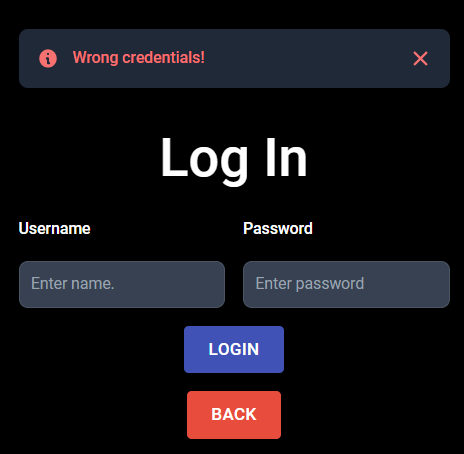 Wrong credentials!
Log In
Username Password
Enter name. Enter password
LOGIN
BACK